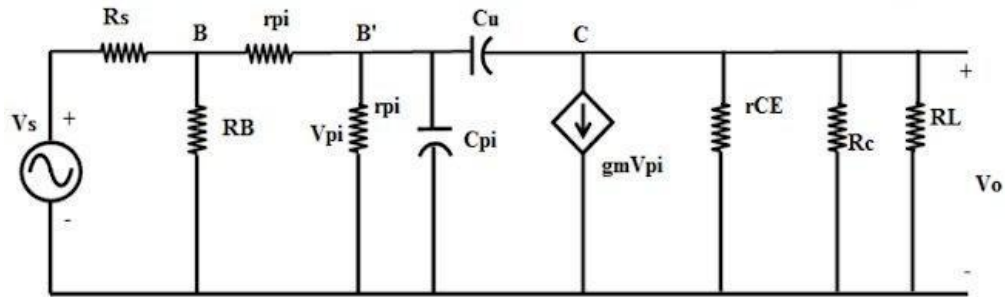 Rs B rpi B' Cu C
Vs + RB Vpi rpi Cpi gmVpi rCE Rc RL +
Vo
- -